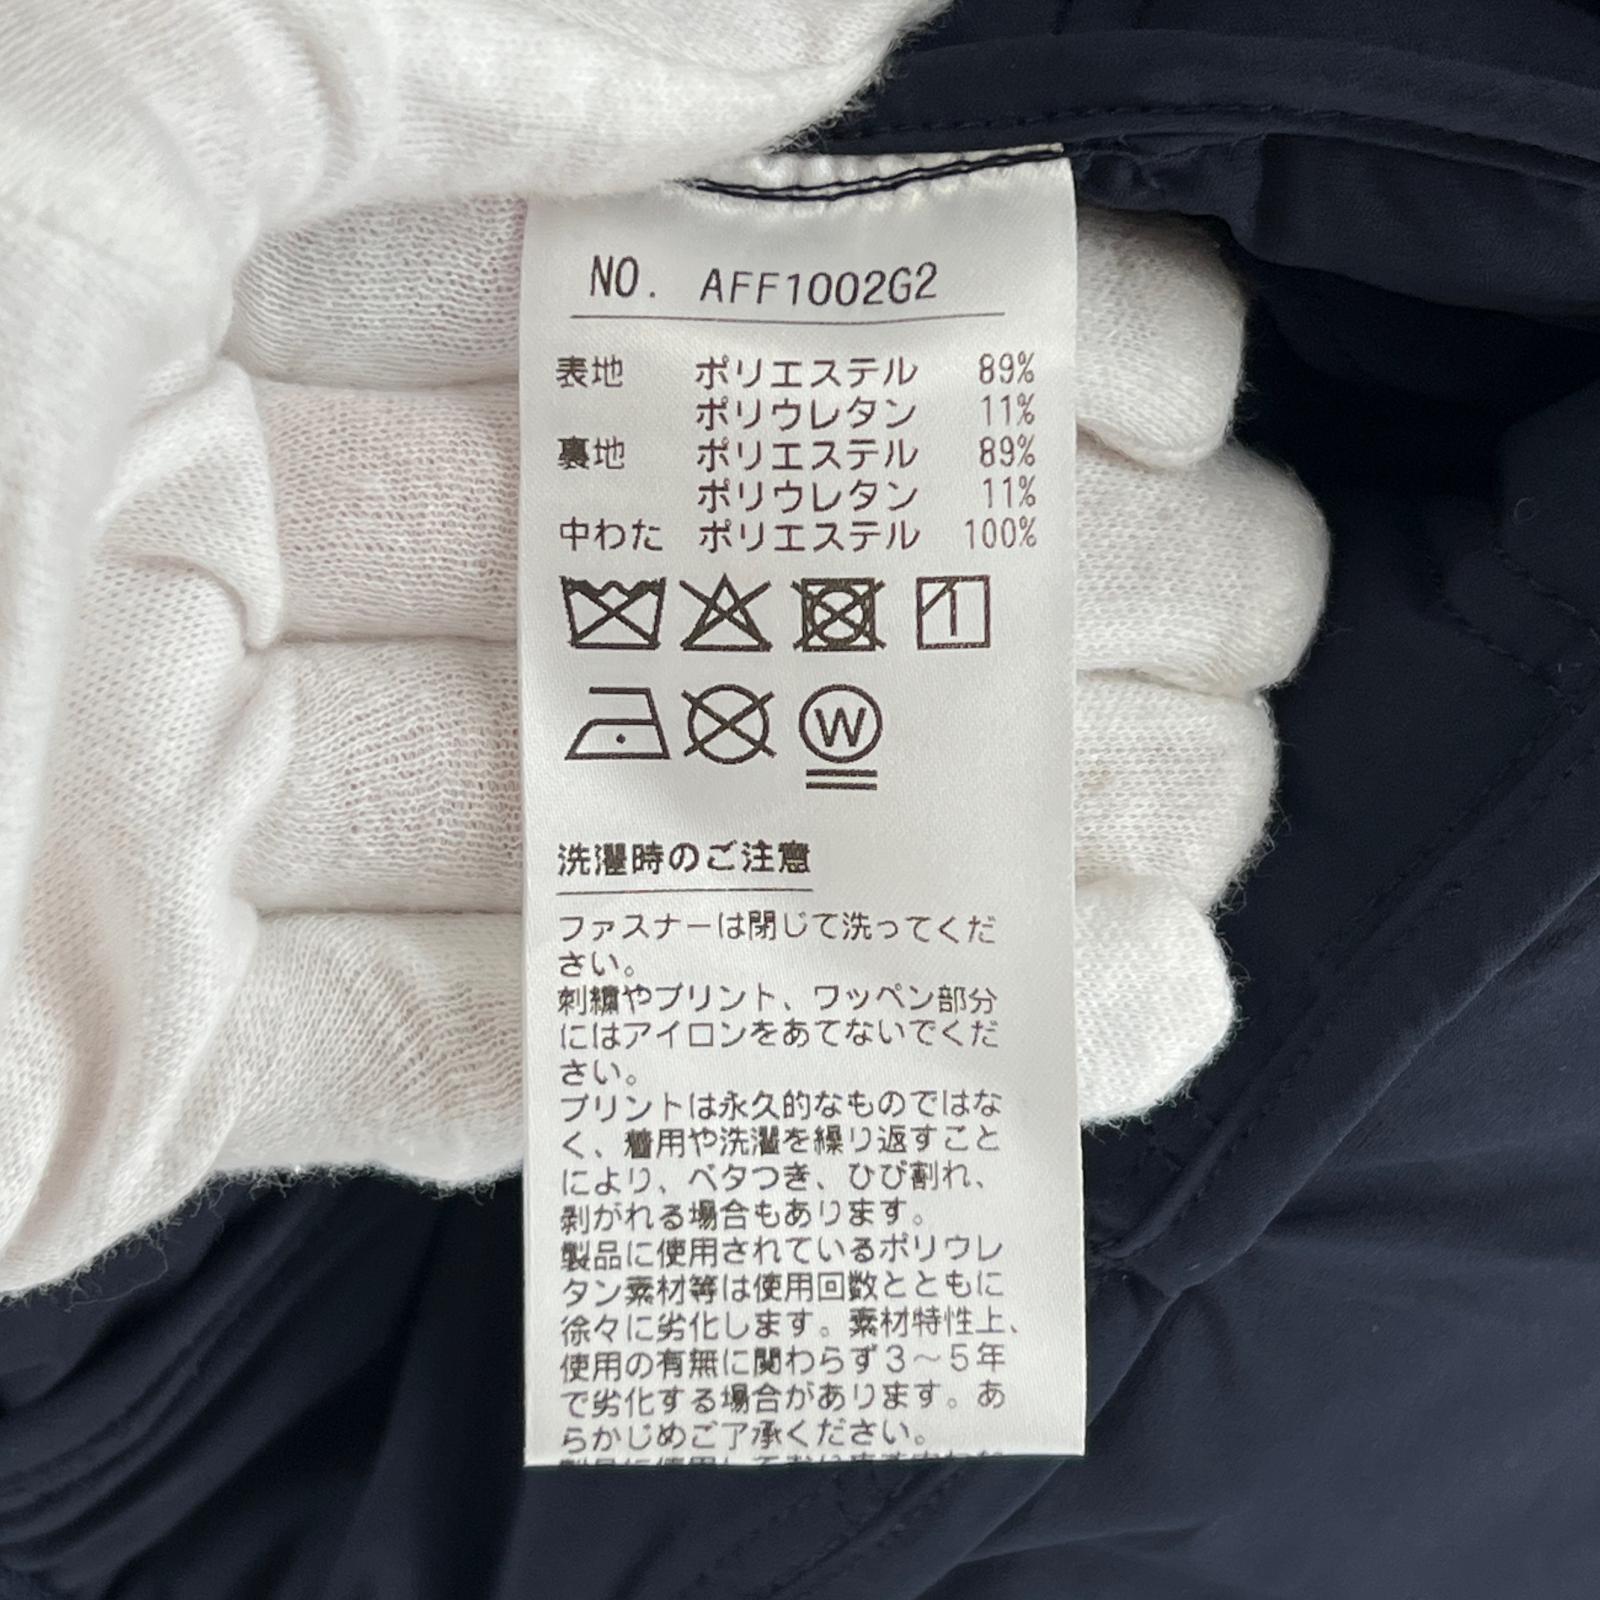 NO. AFF1002G2
表地 ポリエステル 89%
ポリウレタン 11%
裏地 ポリエステル 89%
ポリウレタン 11%
中わた ポリエステル 100%
W
洗濯時のご注意
ファスナーは閉じて洗ってくだ
さい。
刺繍やプリント、ワッペン部分
にはアイロンをあてないでくだ
さい。
プリントは永久的なものではな
く、着用や洗濯を繰り返すこと
により、ベタつき、ひび割れ、
剥がれる場合もあります。
製品に使用されているポリウレ
タン素材等は使用回数とともに
徐々に劣化します。素材特性上、
使用の有無に関わらず3～5年
で劣化する場合があります。あ
らかじめご了承ください。